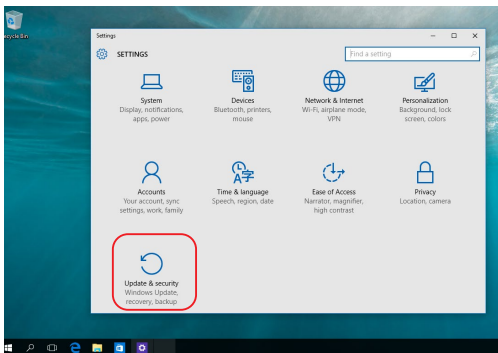 Recycle Bin
Settings
SETTINGS
Find a setting
System
Display, notifications,
apps, power
Devices
Bluetooth, printers,
mouse
Network & Internet
Wi-Fi, airplane mode,
VPN
Personalization
Background, lock
screen, colors
Accounts
Your account, sync
settings, work, family
Time & language
Speech, region, date
Ease of Access
Narrator, magnifier,
high contrast
Privacy
Location, camera
Update & security
Windows Update,
recovery, backup